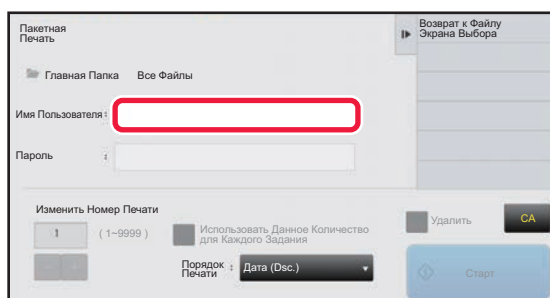 Пакетная
Печать
Возврат к Файлу
Экрана Выбора
Главная Папка Все Файлы
Имя Пользователя :
Пароль :
Изменить Номер Печати
1 ( 1~9999 )
Использовать Данное Количество
для Каждого Задания
Удалить
CA
Порядок :
Печати
Дата (Dsc.)
Старт